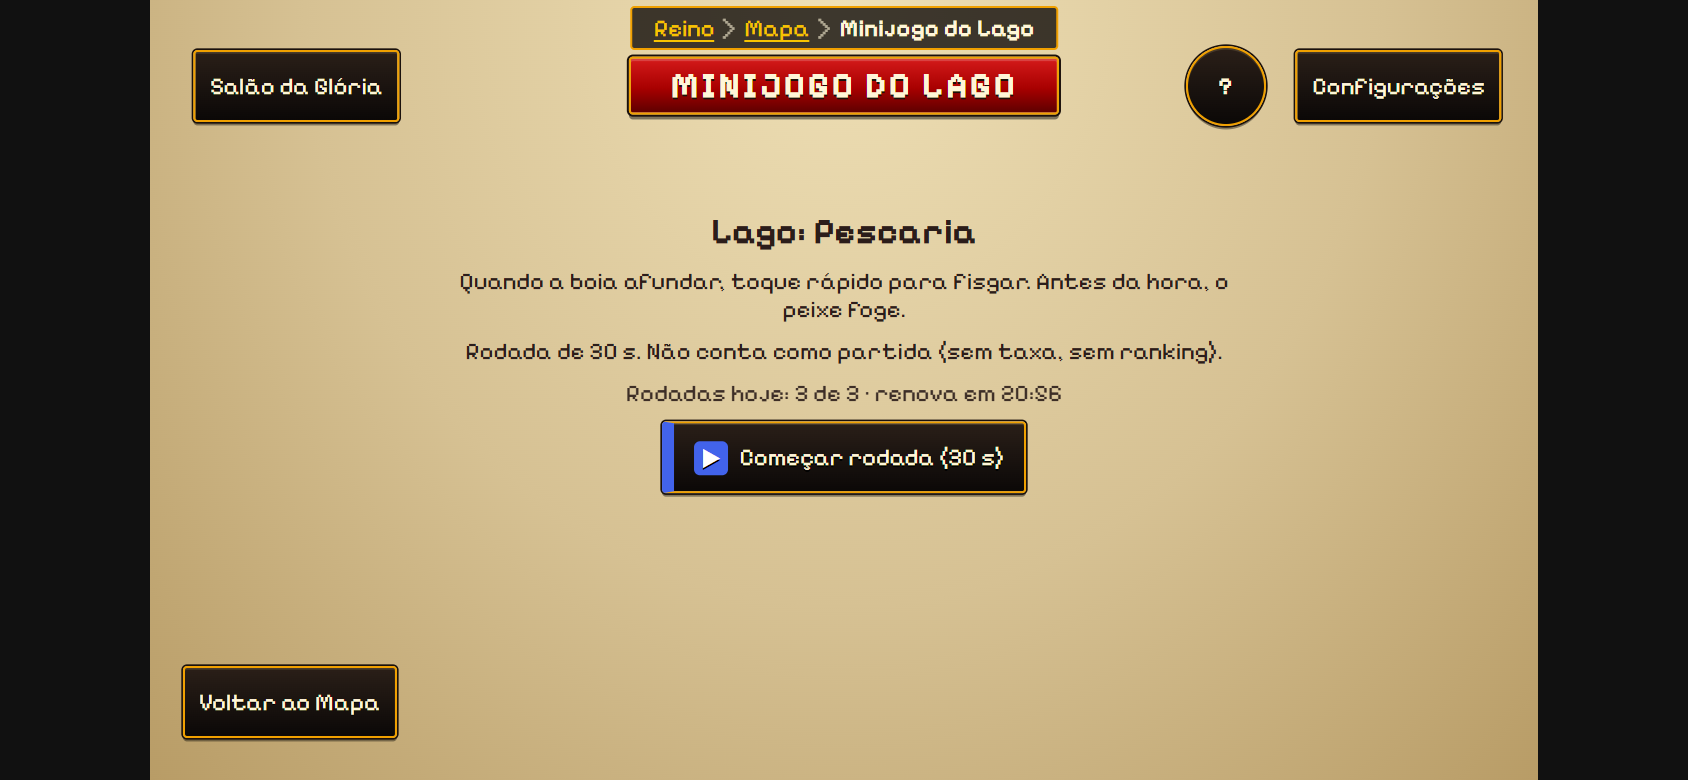 Reino > Mapa > Minijogo do Lago
Salão da Glória
MINIJOGO DO LAGO
?
Configurações
Lago: Pescaria
Quando a boia afundar, toque rápido para fisgar. Antes da hora, o
peixe foge.
Rodada de 30 s. Não conta como partida (sem taxa, sem ranking).
Rodadas hoje: 3 de 3 · renova em 20:56
Começar rodada (30 s)
Voltar ao Mapa